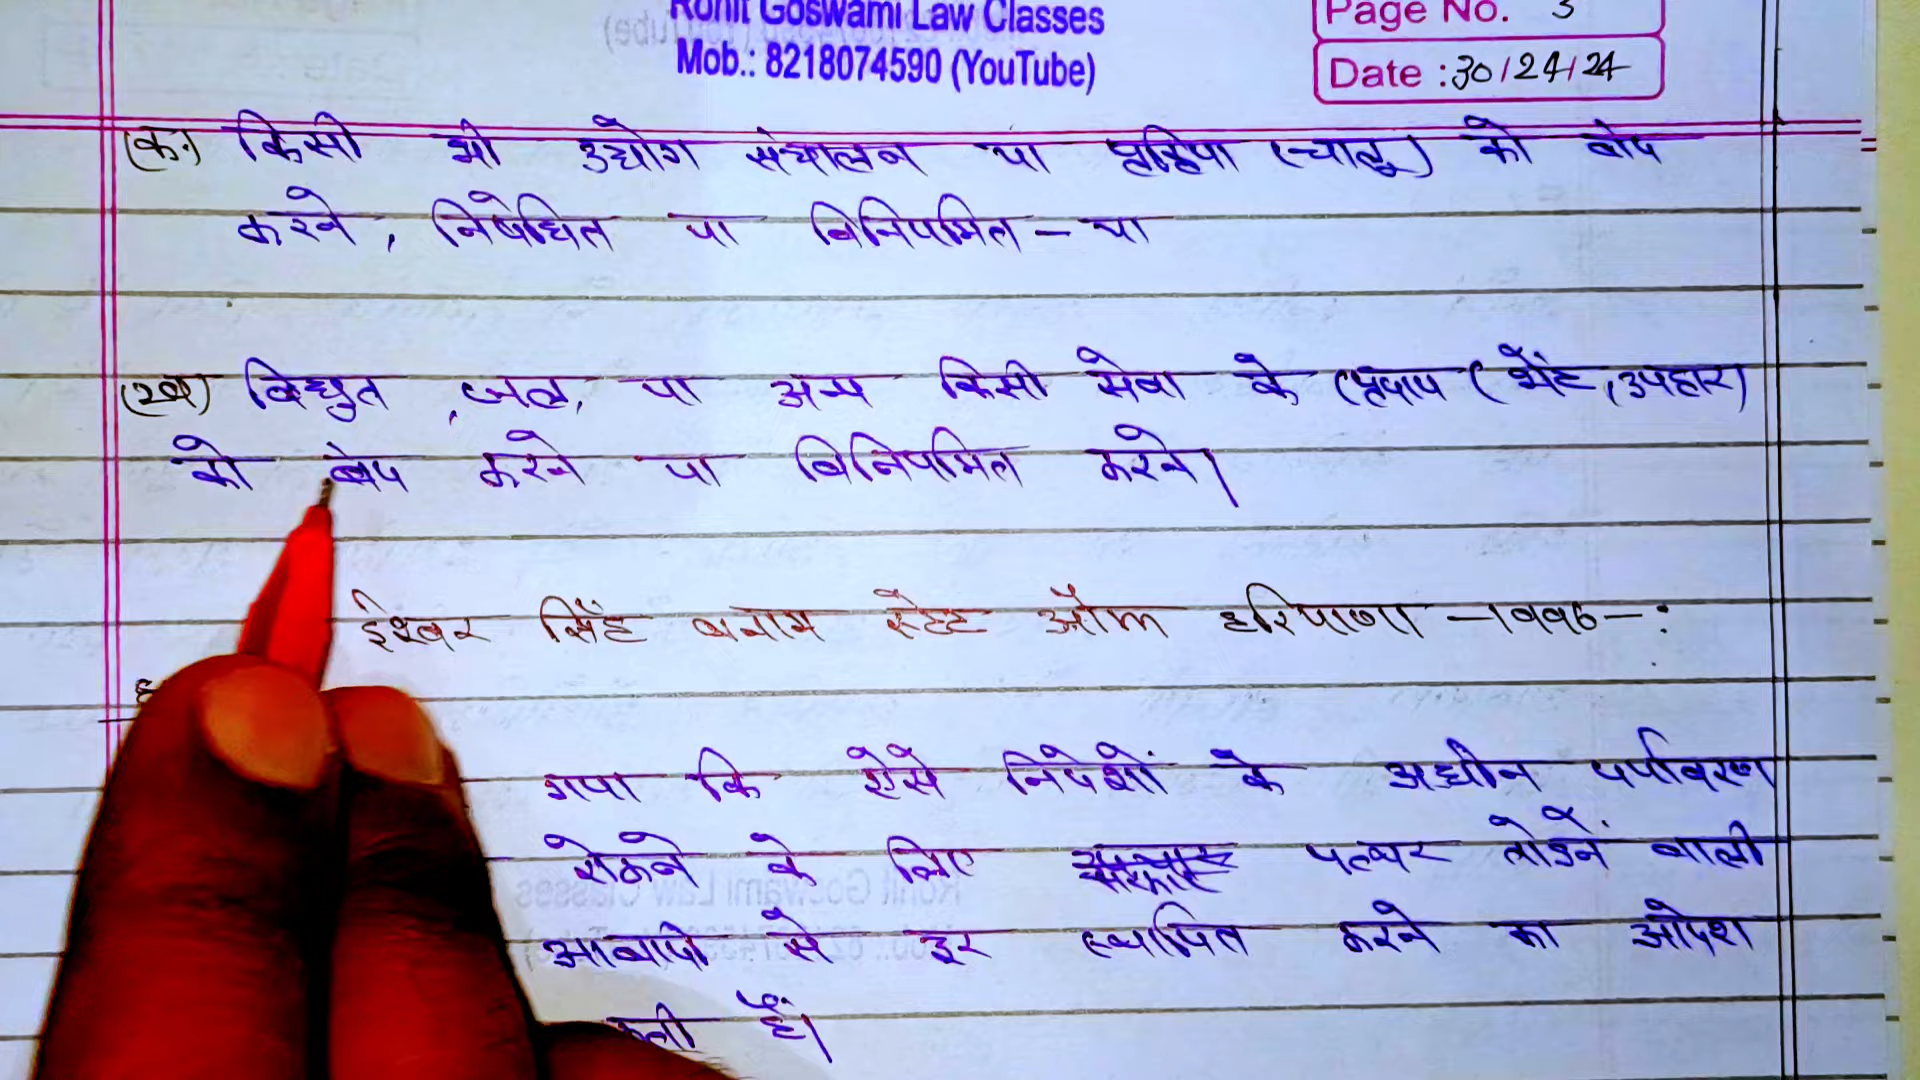 Rohit Goswami Law Classes
Page No. 3
Mob.: 8218074590 (YouTube)
Date : 30/24/24
(क) किसी भी उद्योग संचालन या प्रक्रिया (चालू) को बंद
करने, निषेधित या विनियमित – या
(ख) विद्युत, जल, या अन्य किसी सेवा के प्रदाय (भेंट, उपहार)
को बंद करने या विनियमित करने।
ईश्वर सिंह बनाम स्टेट ऑफ हरियाणा –1996–:
गया कि ऐसे निदेशों के अधीन पर्यावरण
रोकने के लिए पत्थर तोडनें वाली
आबादी से दूर स्थापित करने का आदेश
हैं।